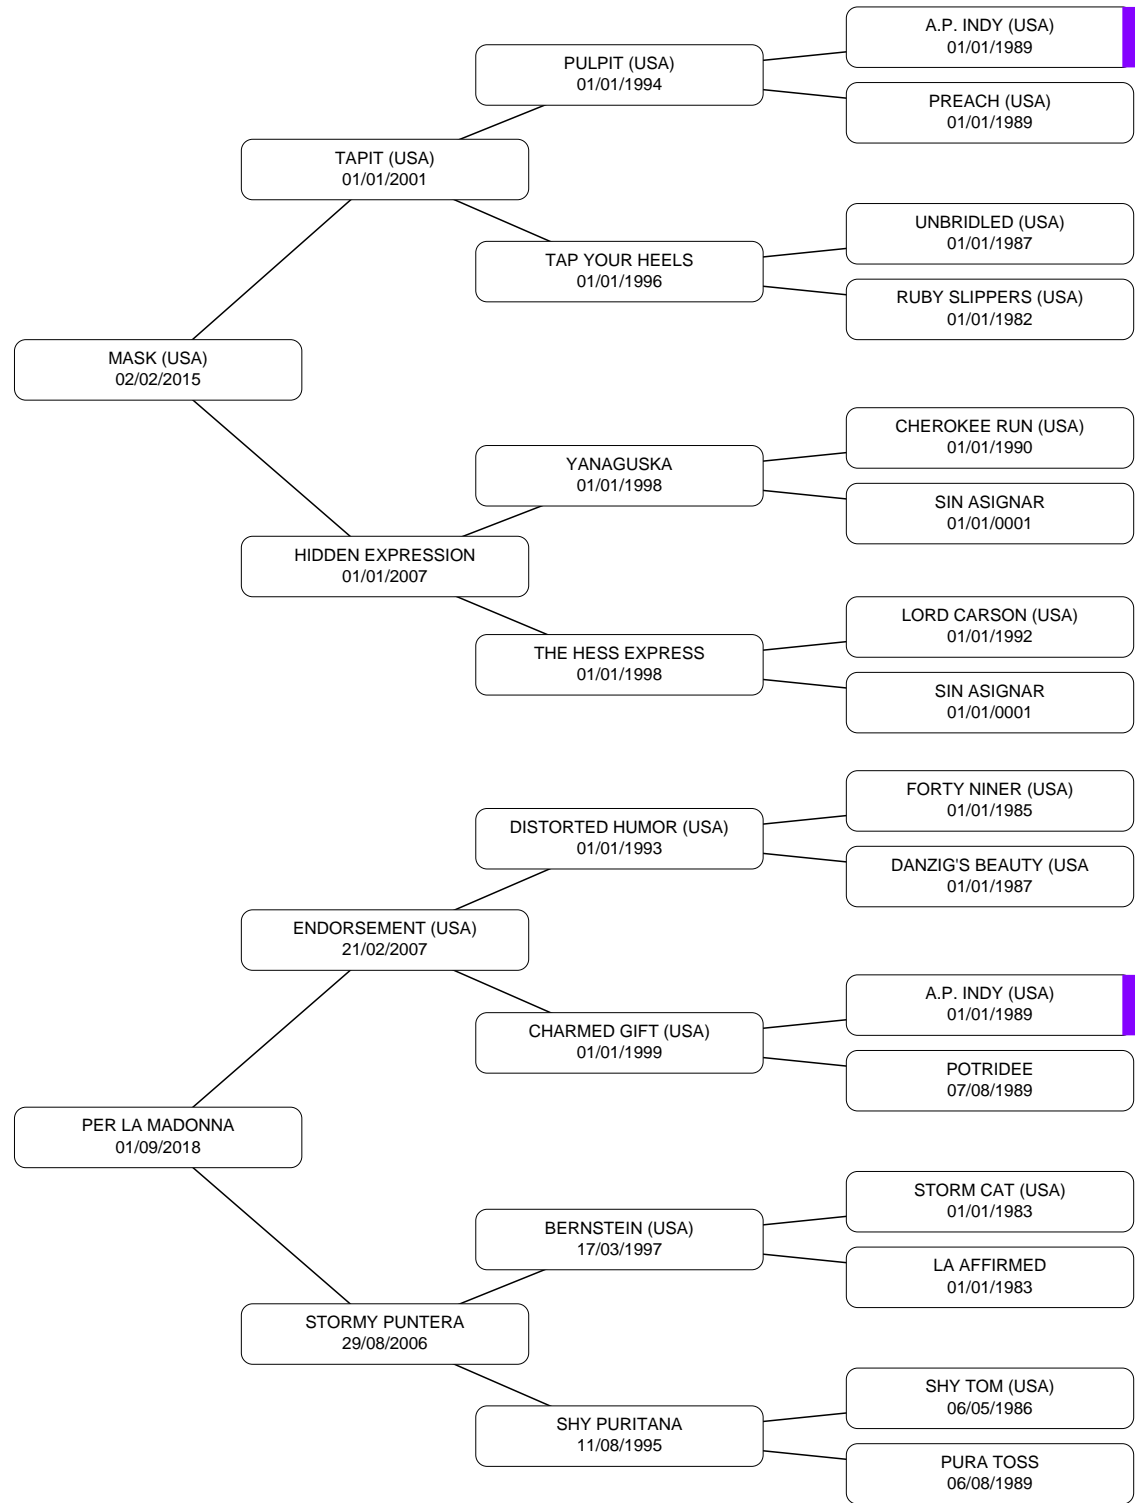 A.P. INDY (USA)
01/01/1989
PULPIT (USA)
01/01/1994
PREACH (USA)
01/01/1989
TAPIT (USA)
01/01/2001
UNBRIDLED (USA)
01/01/1987
TAP YOUR HEELS
01/01/1996
RUBY SLIPPERS (USA)
01/01/1982
MASK (USA)
02/02/2015
CHEROKEE RUN (USA)
01/01/1990
YANAGUSKA
01/01/1998
SIN ASIGNAR
01/01/0001
HIDDEN EXPRESSION
01/01/2007
LORD CARSON (USA)
01/01/1992
THE HESS EXPRESS
01/01/1998
SIN ASIGNAR
01/01/0001
FORTY NINER (USA)
01/01/1985
DISTORTED HUMOR (USA)
01/01/1993
DANZIG'S BEAUTY (USA
01/01/1987
ENDORSEMENT (USA)
21/02/2007
A.P. INDY (USA)
01/01/1989
CHARMED GIFT (USA)
01/01/1999
POTRIDEE
07/08/1989
PER LA MADONNA
01/09/2018
STORM CAT (USA)
01/01/1983
BERNSTEIN (USA)
17/03/1997
LA AFFIRMED
01/01/1983
STORMY PUNTERA
29/08/2006
SHY TOM (USA)
06/05/1986
SHY PURITANA
11/08/1995
PURA TOSS
06/08/1989